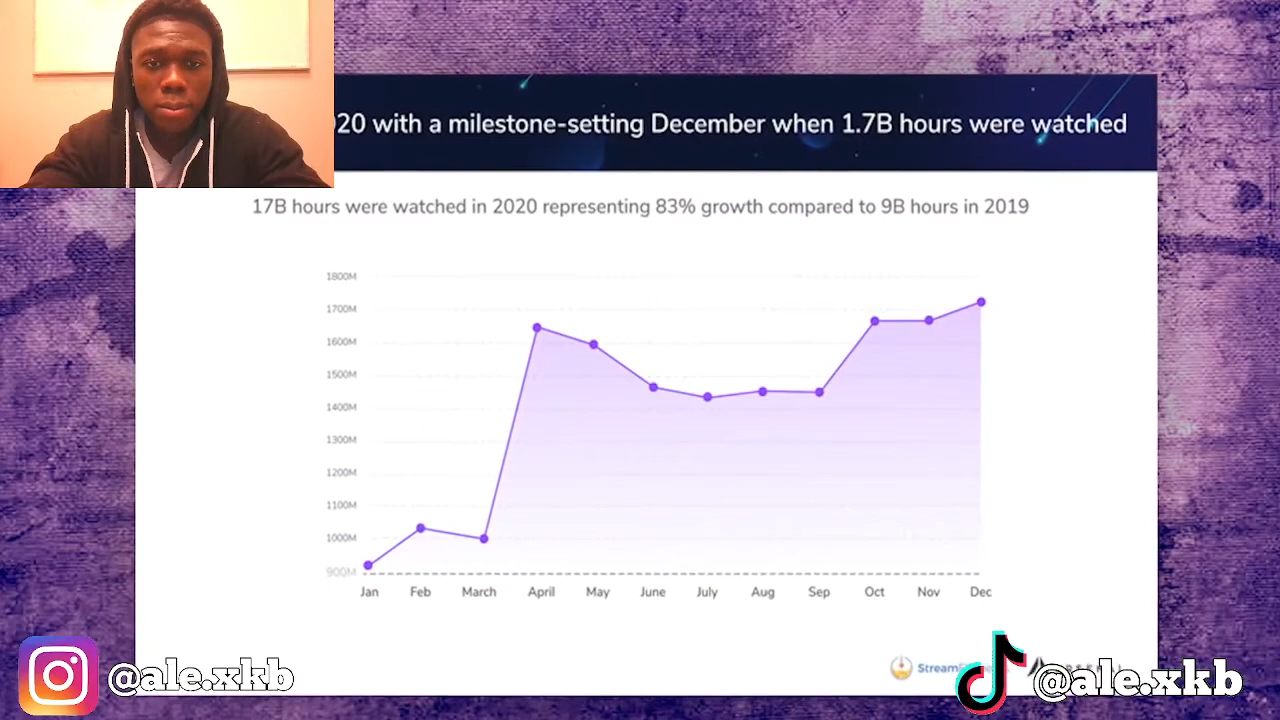 20 with a milestone-setting December when 1.7B hours were watched
17B hours were watched in 2020 representing 83% growth compared to 9B hours in 2019
1800M
1700M
1600M
1500M
1400M
1300M
1200M
1100M
1000M
900M
Jan Feb March April May June July Aug Sep Oct Nov Dec
@ale.xkb
Stream
@ale.xkb